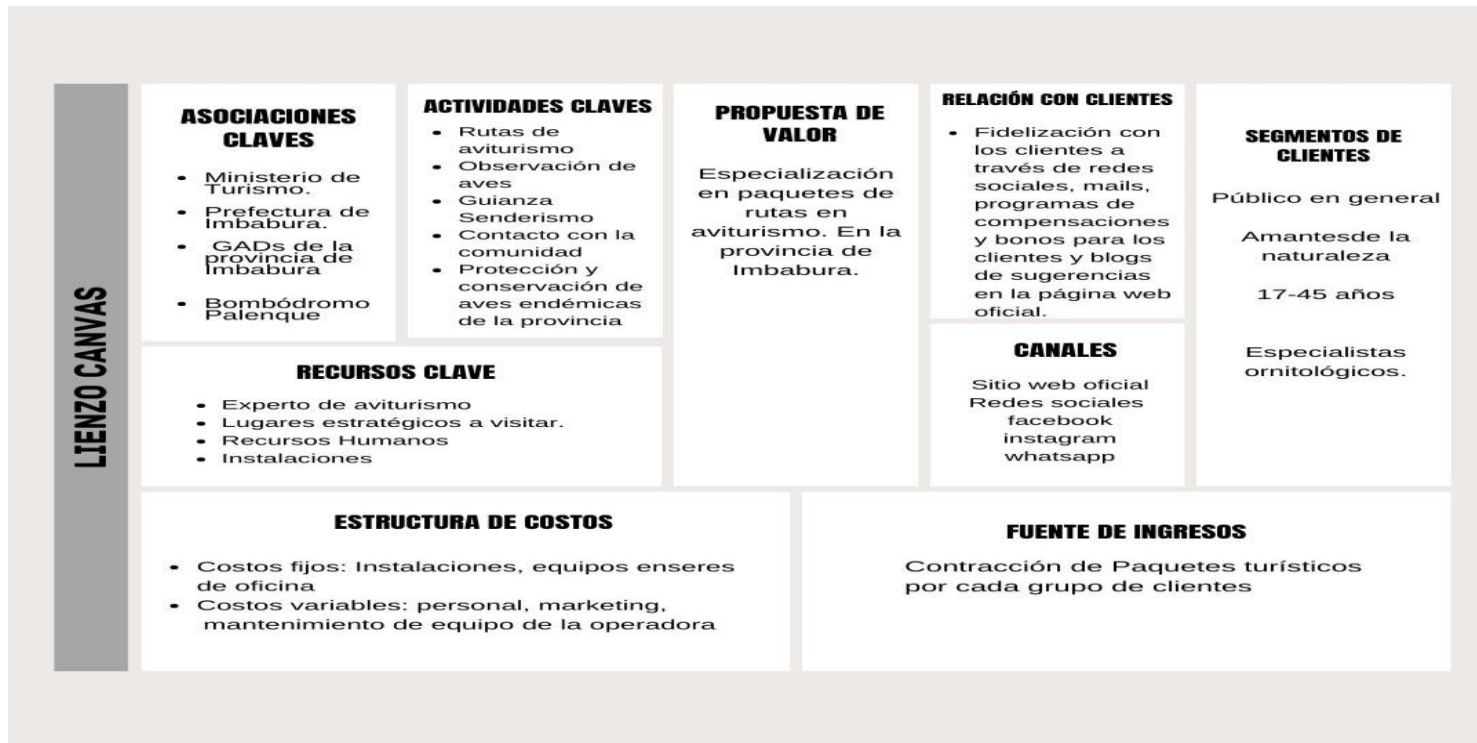 LIENZO CANVAS
ASOCIACIONES
CLAVES
• Ministerio de
Turismo.
• Prefectura de
Imbabura.
• GADs de la
provincia de
Imbabura
• Bombódromo
Palenque
ACTIVIDADES CLAVES
• Rutas de
aviturismo
• Observación de
aves
• Guianza
Senderismo
• Contacto con la
comunidad
• Protección y
conservación de
aves endémicas
de la provincia
RECURSOS CLAVE
• Experto de aviturismo
• Lugares estratégicos a visitar.
• Recursos Humanos
• Instalaciones
PROPUESTA DE
VALOR
Especialización
en paquetes de
rutas en
aviturismo. En la
provincia de
Imbabura.
RELACIÓN CON CLIENTES
• Fidelización con
los clientes a
través de redes
sociales, mails,
programas de
compensaciones
y bonos para los
clientes y blogs
de sugerencias
en la página web
oficial.
CANALES
Sitio web oficial
Redes sociales
facebook
instagram
whatsapp
SEGMENTOS DE
CLIENTES
Público en general
Amantesde la
naturaleza
17-45 años
Especialistas
ornitológicos.
ESTRUCTURA DE COSTOS
• Costos fijos: Instalaciones, equipos enseres
de oficina
• Costos variables: personal, marketing,
mantenimiento de equipo de la operadora
FUENTE DE INGRESOS
Contracción de Paquetes turísticos
por cada grupo de clientes